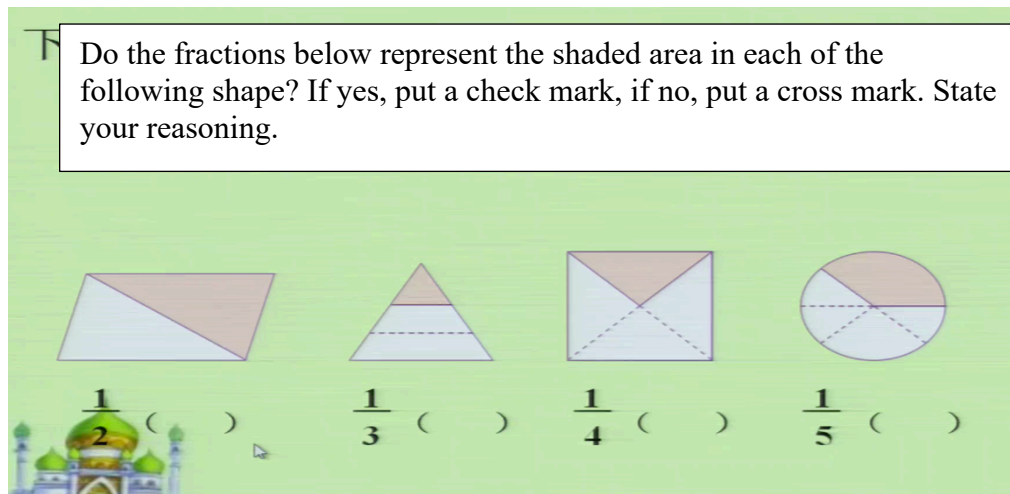 Do the fractions below represent the shaded area in each of the
following shape? If yes, put a check mark, if no, put a cross mark. State
your reasoning.
1/2 ( ) 1/3 ( ) 1/4 ( ) 1/5 ( )